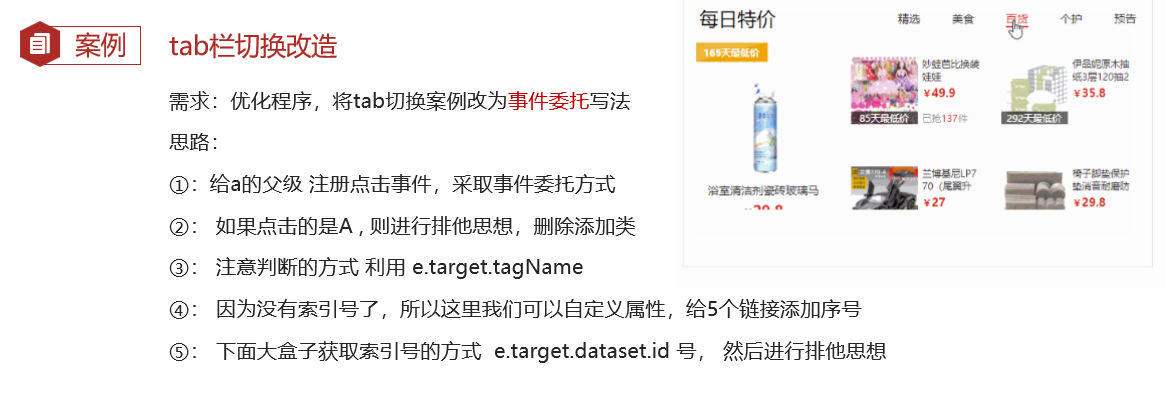 案例
tab栏切换改造
需求：优化程序，将tab切换案例改为事件委托写法
思路：
①：给a的父级 注册点击事件，采取事件委托方式
②： 如果点击的是A , 则进行排他思想，删除添加类
③： 注意判断的方式 利用 e.target.tagName
④： 因为没有索引号了，所以这里我们可以自定义属性，给5个链接添加序号
⑤： 下面大盒子获取索引号的方式 e.target.dataset.id 号， 然后进行排他思想
每日特价
精选 美食 百货 个护 预告
165天最低价
浴室清洁剂瓷砖玻璃马
妙蛙芭比换装
娃娃
￥49.9
已抢137件
85天最低价
伊品妮原木抽
纸3层120抽2
￥35.8
292天最低价
兰博基尼LP7
70（尾翼升
￥27
椅子脚垫保护
垫消音耐磨防
￥29.8